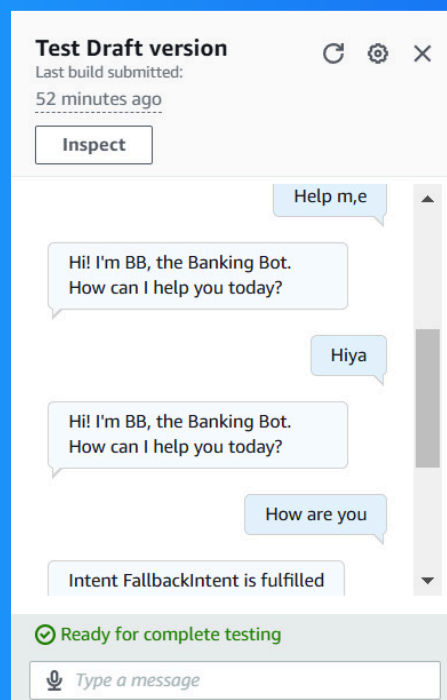 Test Draft version
Last build submitted:
52 minutes ago
Inspect
Help m,e
Hi! I'm BB, the Banking Bot.
How can I help you today?
Hiya
Hi! I'm BB, the Banking Bot.
How can I help you today?
How are you
Intent FallbackIntent is fulfilled
Ready for complete testing
Type a message